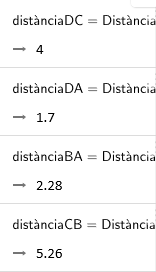 distànciaDC = Distància
→ 4
distànciaDA = Distància
→ 1.7
distànciaBA = Distància
→ 2.28
distànciaCB = Distància
→ 5.26